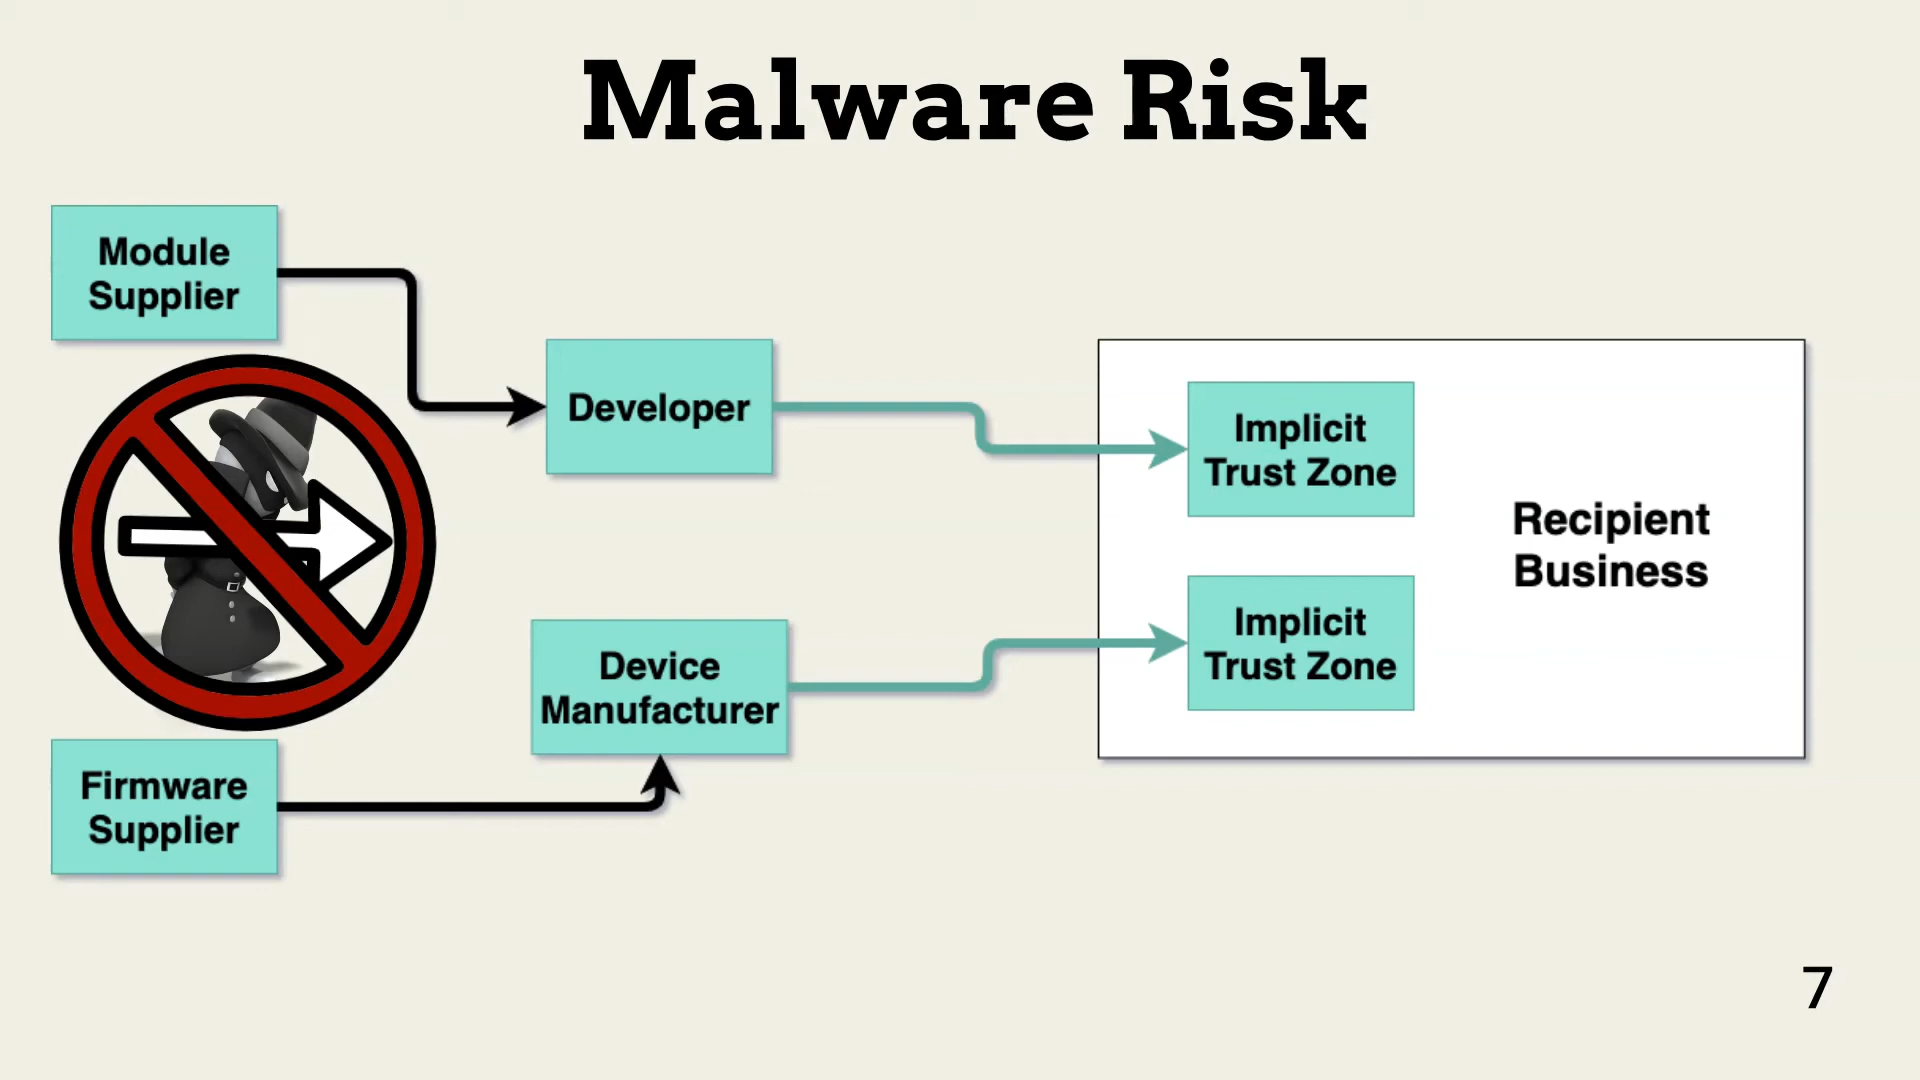 Malware Risk
Module
Supplier
Developer
Implicit
Trust Zone
Recipient
Business
Implicit
Trust Zone
Device
Manufacturer
Firmware
Supplier
7